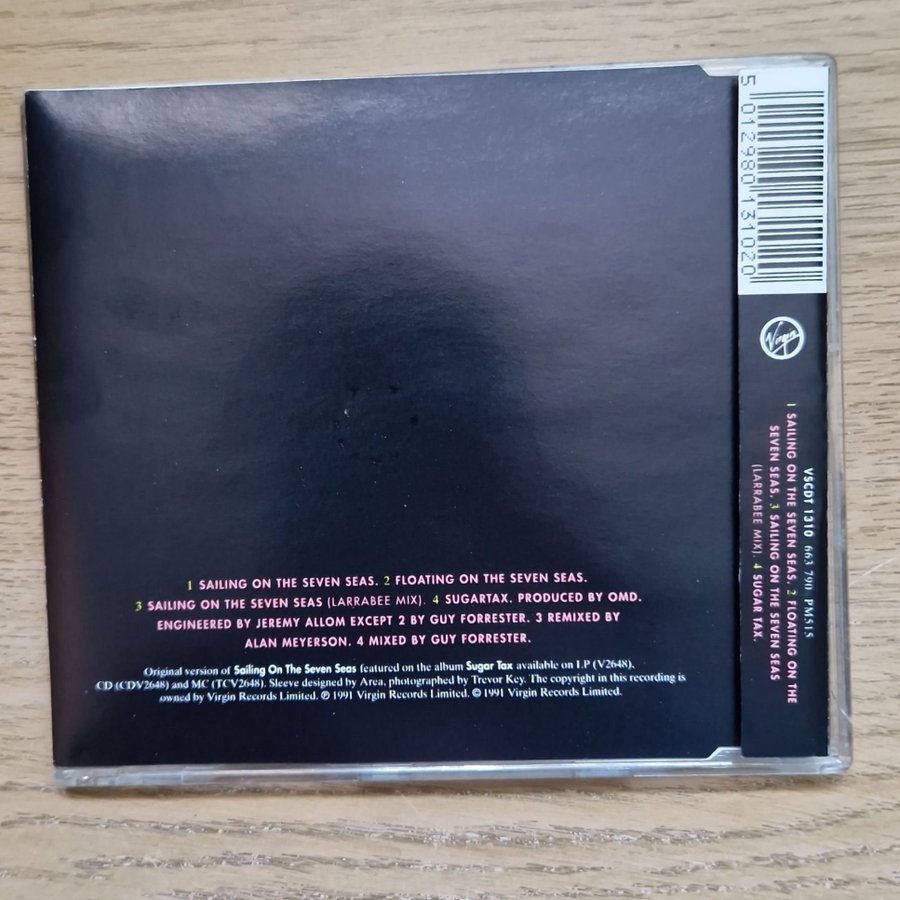 1 SAILING ON THE SEVEN SEAS. 2 FLOATING ON THE SEVEN SEAS.
3 SAILING ON THE SEVEN SEAS (LARRABEE MIX). 4 SUGARTAX. PRODUCED BY OMD.
ENGINEERED BY JEREMY ALLOM EXCEPT 2 BY GUY FORRESTER. 3 REMIXED BY
ALAN MEYERSON. 4 MIXED BY GUY FORRESTER.
Original version of Sailing On The Seven Seas featured on the album Sugar Tax available on LP (V2648),
CD (CDV2648) and MC (TCV2648). Sleeve designed by Area, photographed by Trevor Key. The copyright in this recording is
owned by Virgin Records Limited. ℗ 1991 Virgin Records Limited. © 1991 Virgin Records Limited.
5 012980 131020
Virgin
VSCDT 1310 663 790 PM515
1 SAILING ON THE SEVEN SEAS. 2 FLOATING ON THE
SEVEN SEAS. 3 SAILING ON THE SEVEN SEAS
(LARRABEE MIX). 4 SUGAR TAX.